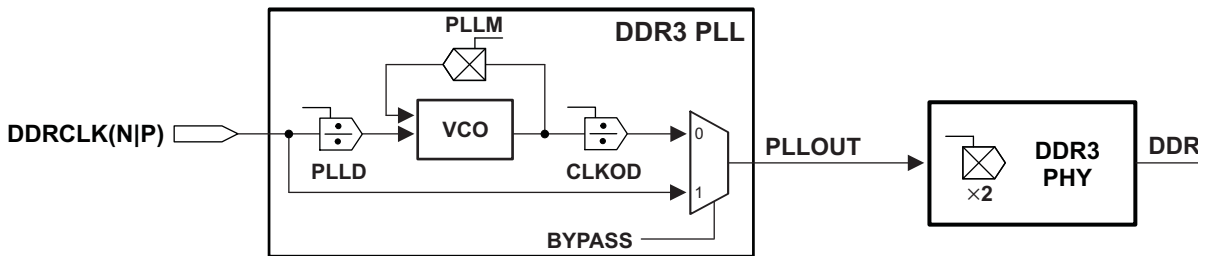 PLLM
DDR3 PLL
DDRCLK(N|P)
VCO
0
PLLD
CLKOD
PLLOUT
DDR3
PHY
DDR
×2
1
BYPASS